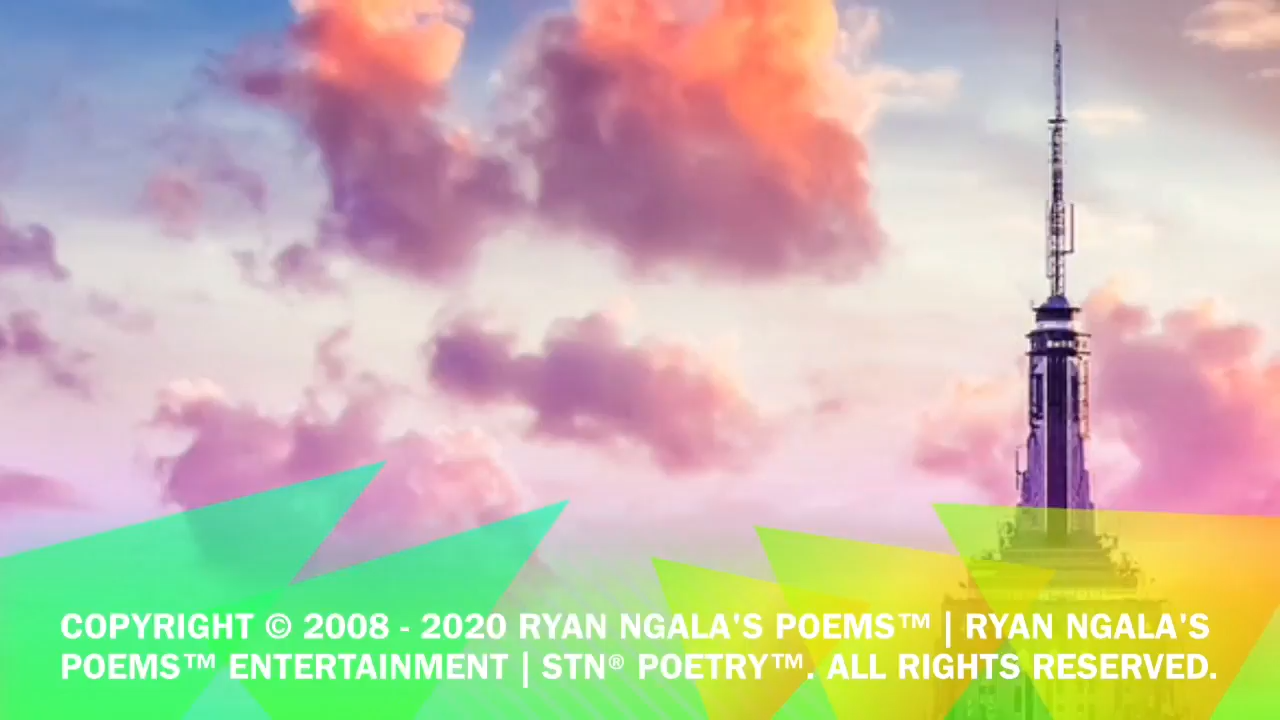 COPYRIGHT © 2008 - 2020 RYAN NGALA'S POEMS™ | RYAN NGALA'S
POEMS™ ENTERTAINMENT | STN® POETRY™. ALL RIGHTS RESERVED.